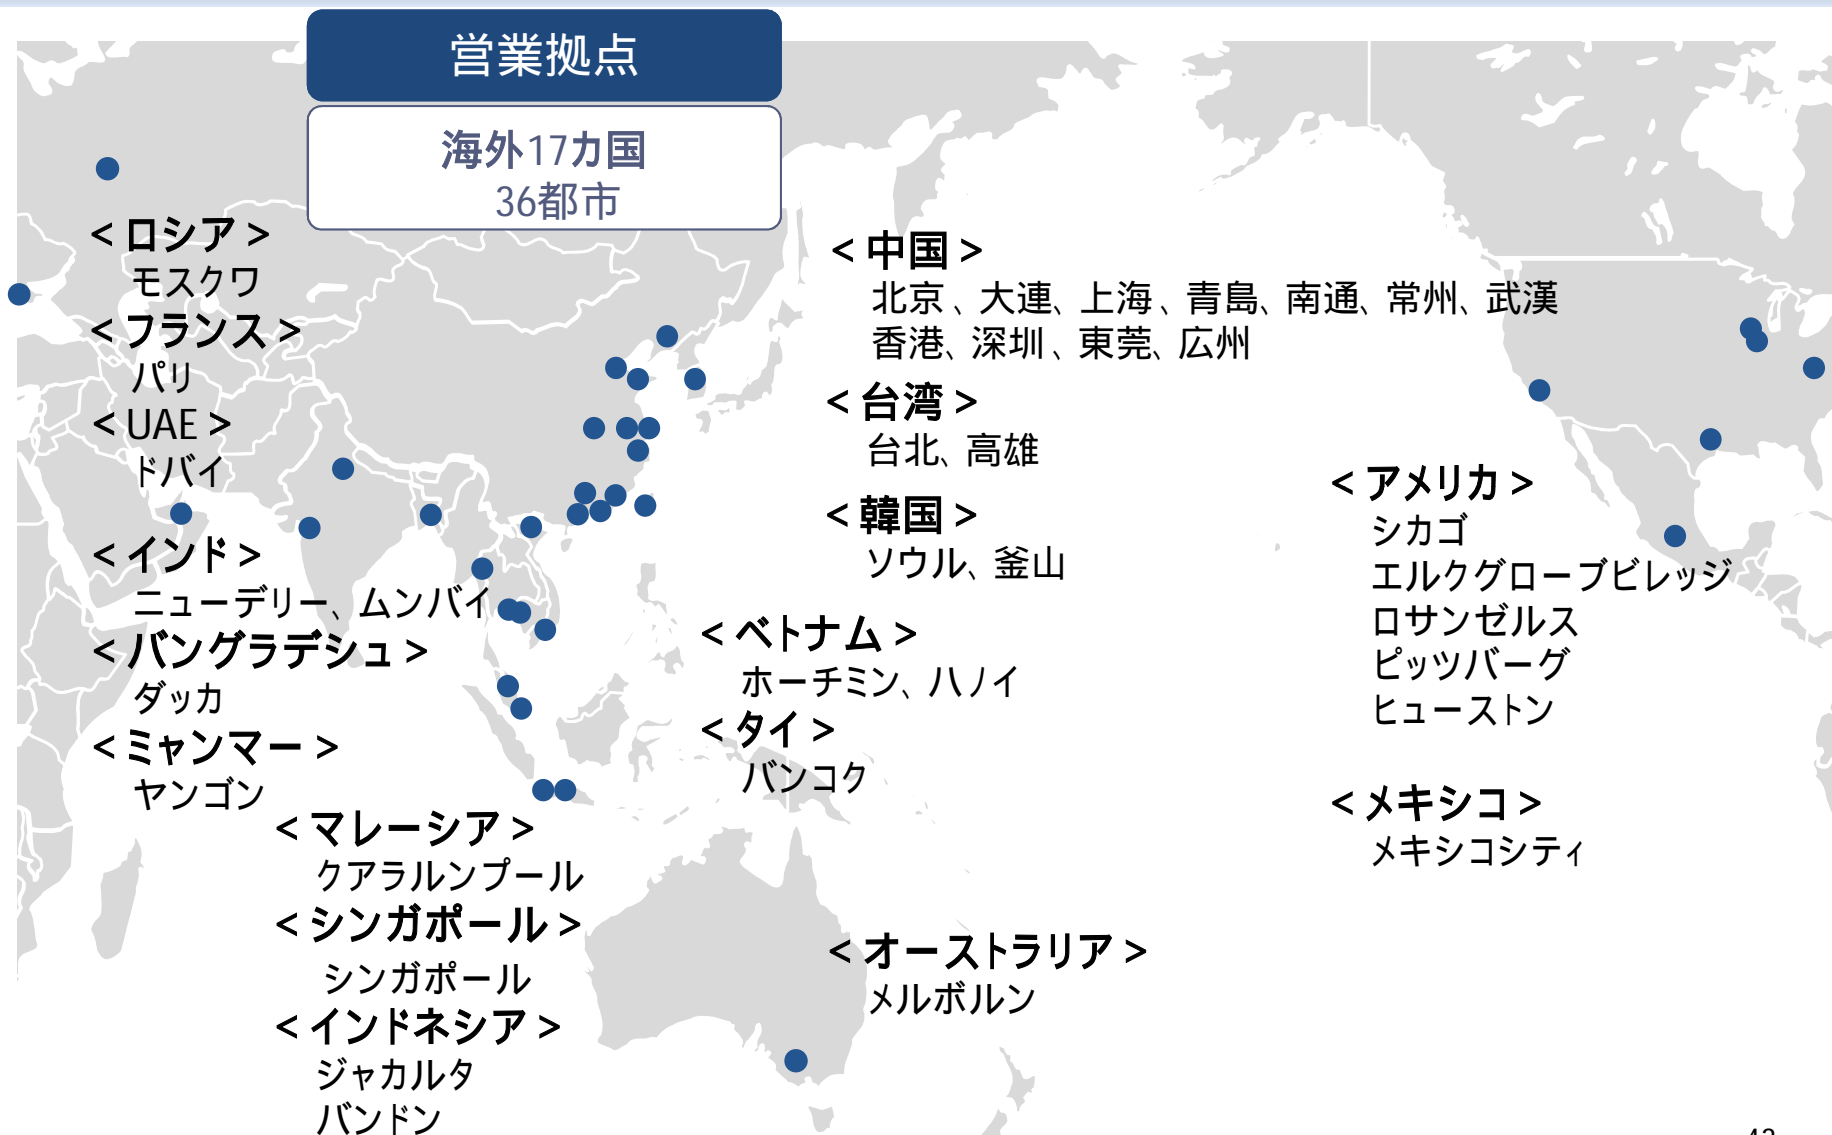 営業拠点
海外17カ国
36都市
<ロシア>
モスクワ
<フランス>
パリ
<UAE>
ドバイ
<インド>
ニューデリー、ムンバイ
<バングラデシュ>
ダッカ
<ミャンマー>
ヤンゴン
<マレーシア>
クアラルンプール
<シンガポール>
シンガポール
<インドネシア>
ジャカルタ
バンドン
<中国>
北京、大連、上海、青島、南通、常州、武漢
香港、深圳、東莞、広州
<台湾>
台北、高雄
<韓国>
ソウル、釜山
<ベトナム>
ホーチミン、ハノイ
<タイ>
バンコク
<オーストラリア>
メルボルン
<アメリカ>
シカゴ
エルクグローブビレッジ
ロサンゼルス
ピッツバーグ
ヒューストン
<メキシコ>
メキシコシティ